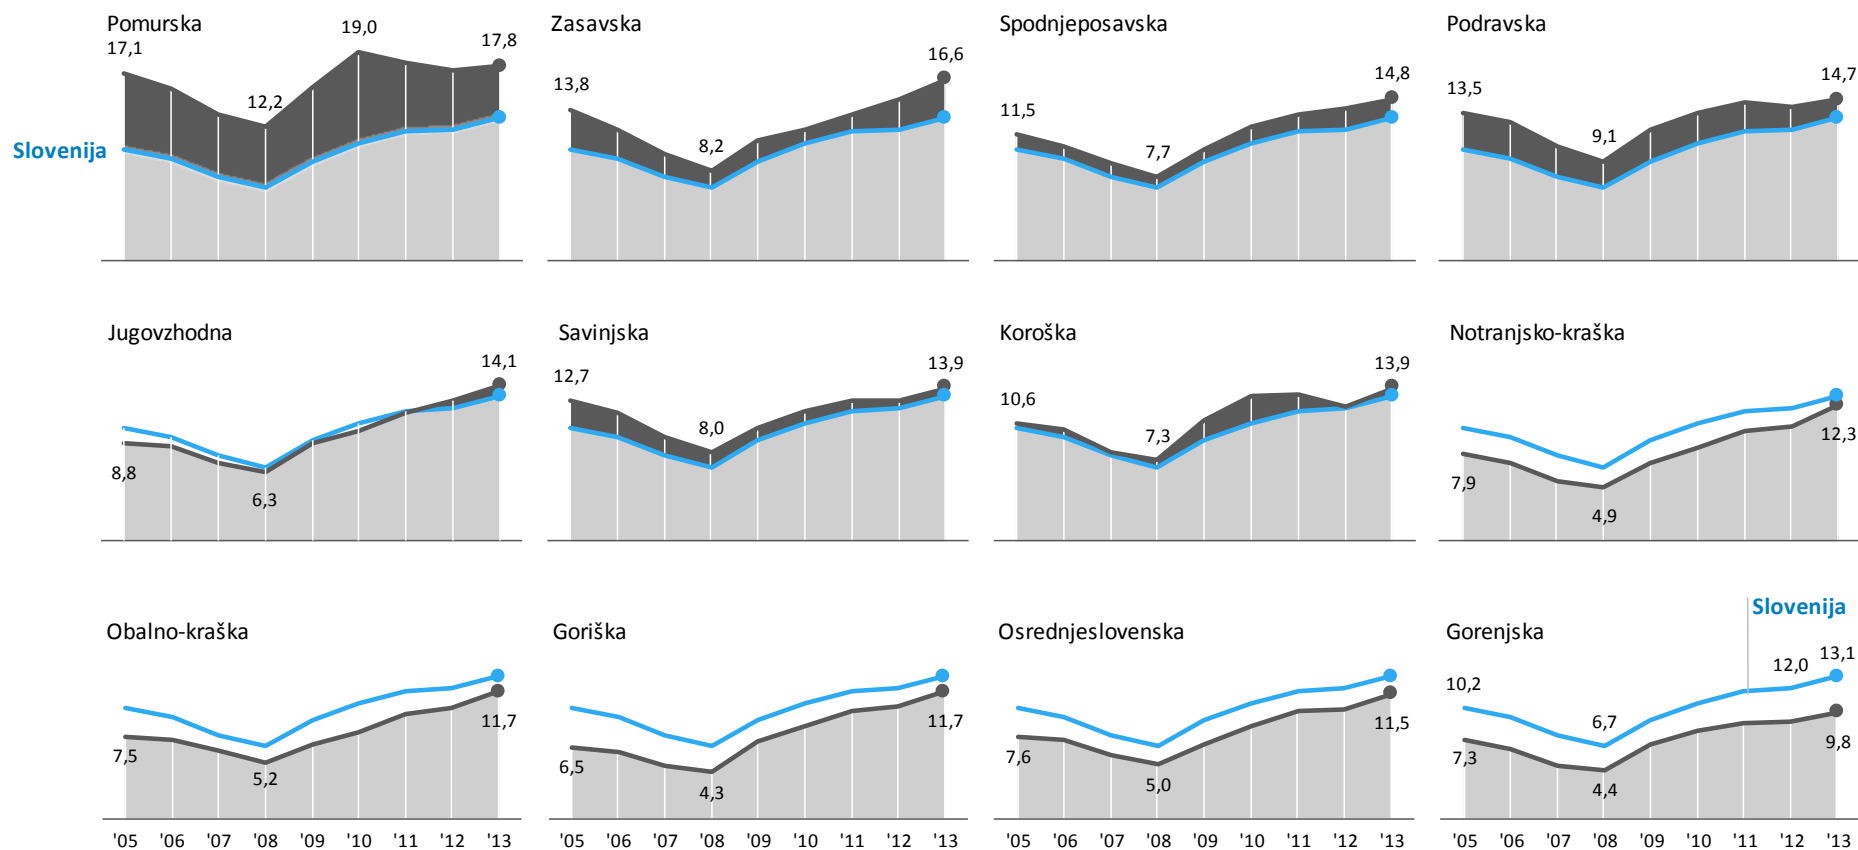 Pomurska
17,1
12,2
19,0
17,8
Slovenija
Zasavska
13,8
8,2
16,6
Spodnjeposavska
11,5
7,7
14,8
Podravska
13,5
9,1
14,7
Jugovzhodna
8,8
6,3
14,1
Savinjska
12,7
8,0
13,9
Koroška
10,6
7,3
13,9
Notranjsko-kraška
7,9
4,9
12,3
Obalno-kraška
7,5
5,2
11,7
Goriška
6,5
4,3
11,7
Osrednjeslovenska
7,6
5,0
11,5
Slovenija
Gorenjska
10,2
6,7
12,0
13,1
7,3
4,4
9,8
'05 '06 '07 '08 '09 '10 '11 '12 '13
'05 '06 '07 '08 '09 '10 '11 '12 '13
'05 '06 '07 '08 '09 '10 '11 '12 '13
'05 '06 '07 '08 '09 '10 '11 '12 '13